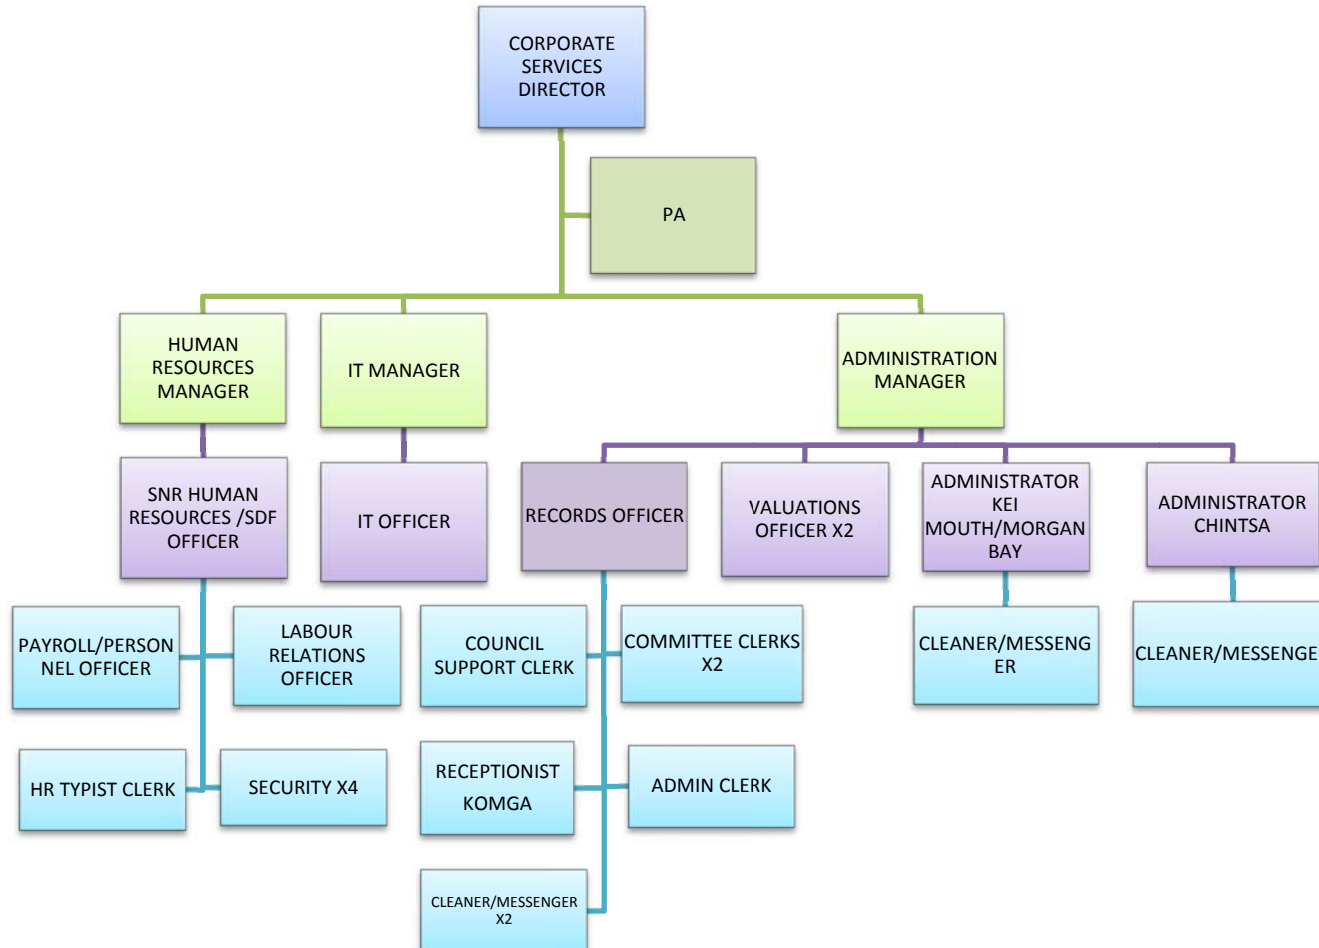 CORPORATE
SERVICES
DIRECTOR
PA
HUMAN
RESOURCES
MANAGER
IT MANAGER
ADMINISTRATION
MANAGER
SNR HUMAN
RESOURCES /SDF
OFFICER
IT OFFICER
RECORDS OFFICER
VALUATIONS
OFFICER X2
ADMINISTRATOR
KEI
MOUTH/MORGAN
BAY
ADMINISTRATOR
CHINTSA
PAYROLL/PERSON
NEL OFFICER
LABOUR
RELATIONS
OFFICER
COUNCIL
SUPPORT CLERK
COMMITTEE CLERKS
X2
CLEANER/MESSENG
ER
CLEANER/MESSENGE
HR TYPIST CLERK
SECURITY X4
RECEPTIONIST
KOMGA
ADMIN CLERK
CLEANER/MESSENGER
X2